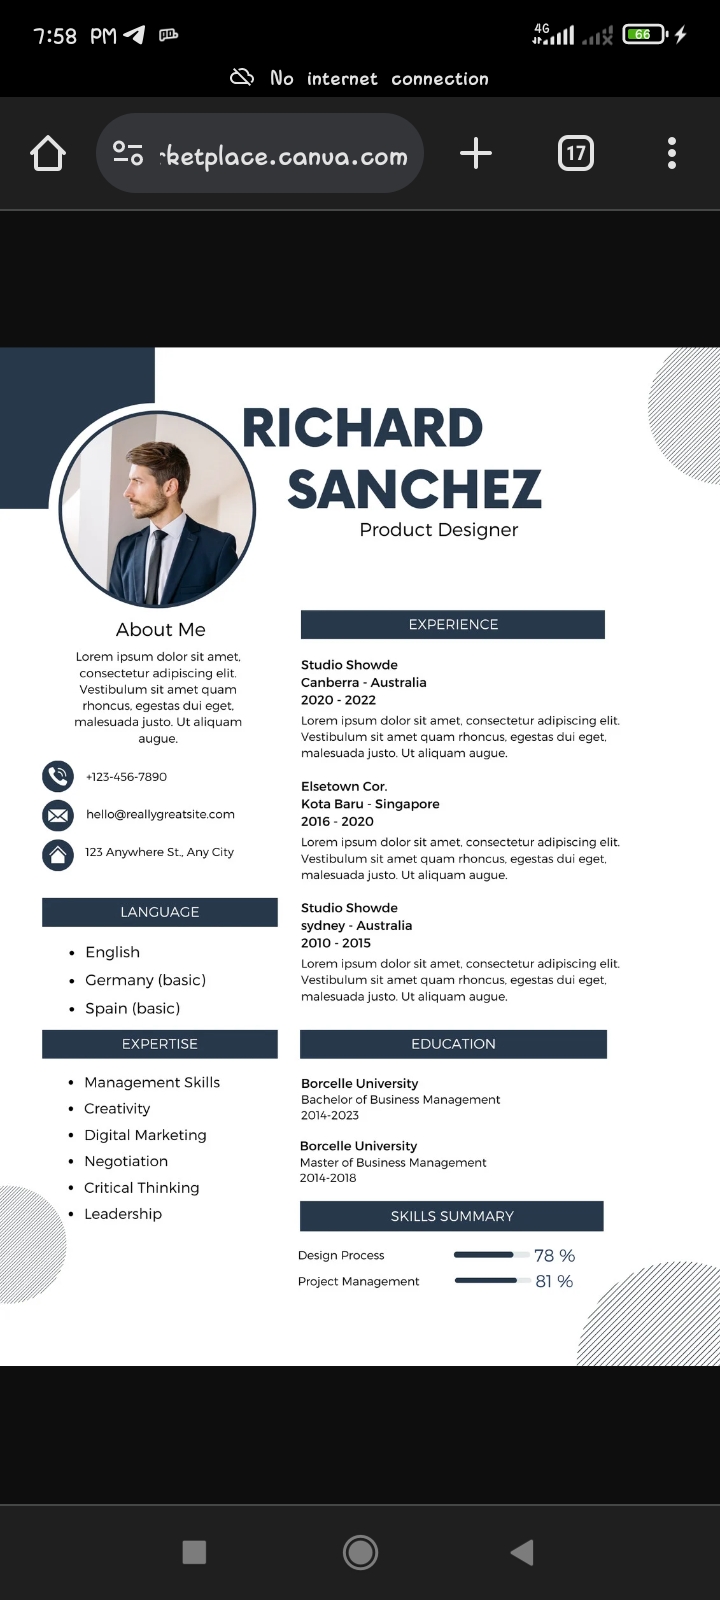 7:58 PM
4G
66
No internet connection
rketplace.canva.com
17
RICHARD
SANCHEZ
Product Designer
About Me
Lorem ipsum dolor sit amet,
consectetur adipiscing elit.
Vestibulum sit amet quam
rhoncus, egestas dui eget,
malesuada justo. Ut aliquam
augue.
+123-456-7890
hello@reallygreatsite.com
123 Anywhere St., Any City
LANGUAGE
• English
• Germany (basic)
• Spain (basic)
EXPERTISE
• Management Skills
• Creativity
• Digital Marketing
• Negotiation
• Critical Thinking
• Leadership
EXPERIENCE
Studio Showde
Canberra - Australia
2020 - 2022
Lorem ipsum dolor sit amet, consectetur adipiscing elit.
Vestibulum sit amet quam rhoncus, egestas dui eget,
malesuada justo. Ut aliquam augue.
Elsetown Cor.
Kota Baru - Singapore
2016 - 2020
Lorem ipsum dolor sit amet, consectetur adipiscing elit.
Vestibulum sit amet quam rhoncus, egestas dui eget,
malesuada justo. Ut aliquam augue.
Studio Showde
sydney - Australia
2010 - 2015
Lorem ipsum dolor sit amet, consectetur adipiscing elit.
Vestibulum sit amet quam rhoncus, egestas dui eget,
malesuada justo. Ut aliquam augue.
EDUCATION
Borcelle University
Bachelor of Business Management
2014-2023
Borcelle University
Master of Business Management
2014-2018
SKILLS SUMMARY
Design Process 78 %
Project Management 81 %